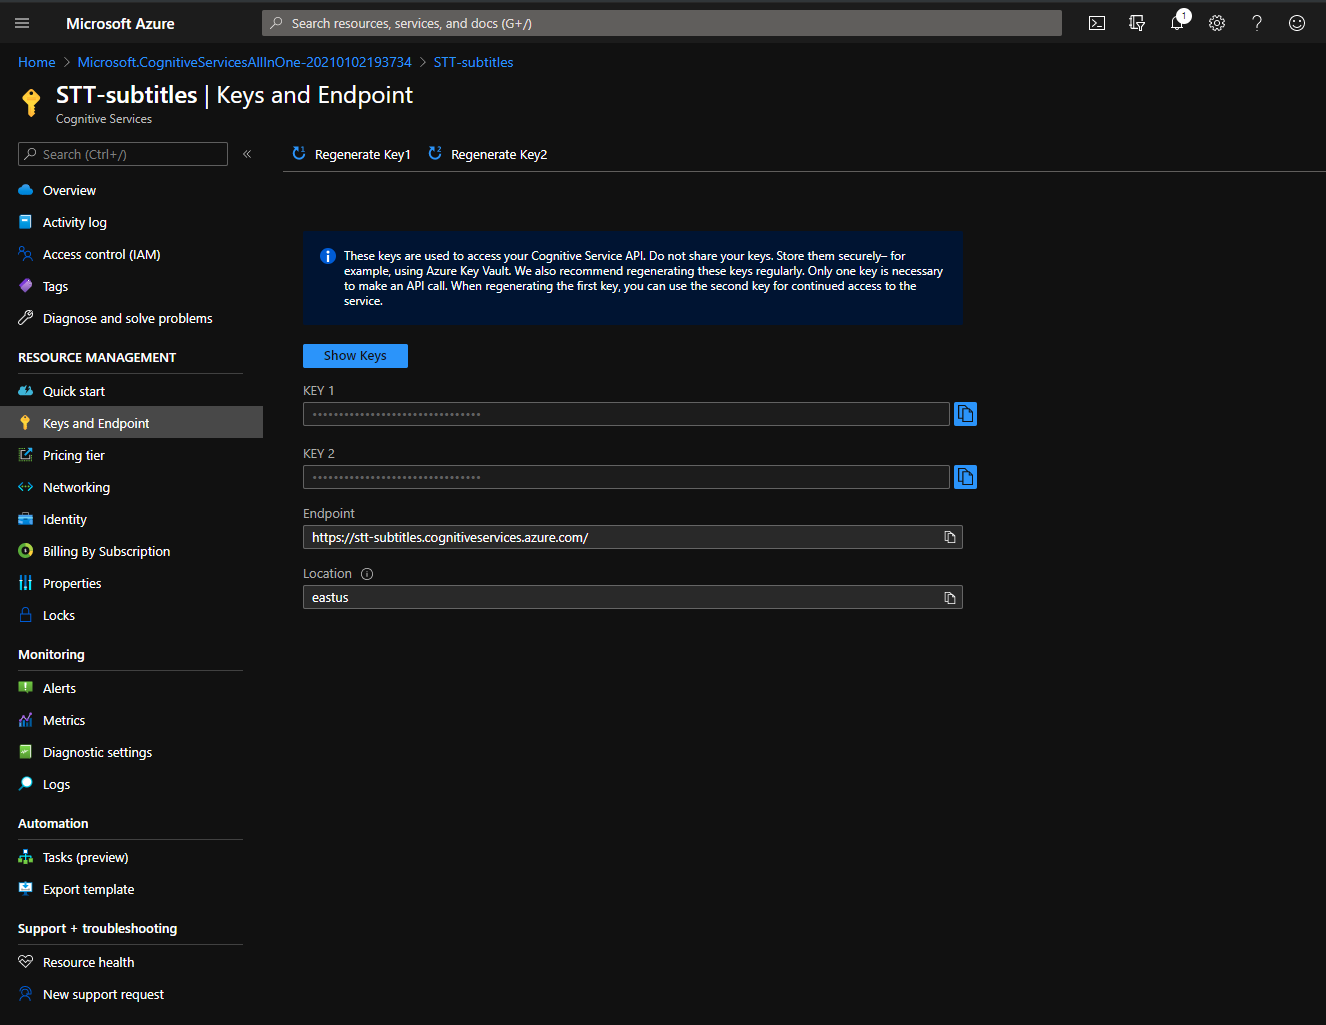 Microsoft Azure
Search resources, services, and docs (G+/)
1
Home > Microsoft.CognitiveServicesAllInOne-20210102193734 > STT-subtitles
STT-subtitles | Keys and Endpoint
Cognitive Services
Search (Ctrl+/)
«
Overview
Activity log
Access control (IAM)
Tags
Diagnose and solve problems
RESOURCE MANAGEMENT
Quick start
Keys and Endpoint
Pricing tier
Networking
Identity
Billing By Subscription
Properties
Locks
Monitoring
Alerts
Metrics
Diagnostic settings
Logs
Automation
Tasks (preview)
Export template
Support + troubleshooting
Resource health
New support request
1 Regenerate Key1 2 Regenerate Key2
These keys are used to access your Cognitive Service API. Do not share your keys. Store them securely– for
example, using Azure Key Vault. We also recommend regenerating these keys regularly. Only one key is necessary
to make an API call. When regenerating the first key, you can use the second key for continued access to the
service.
Show Keys
KEY 1
••••••••••••••••••••••••••••••••
KEY 2
••••••••••••••••••••••••••••••••
Endpoint
https://stt-subtitles.cognitiveservices.azure.com/
Location
eastus